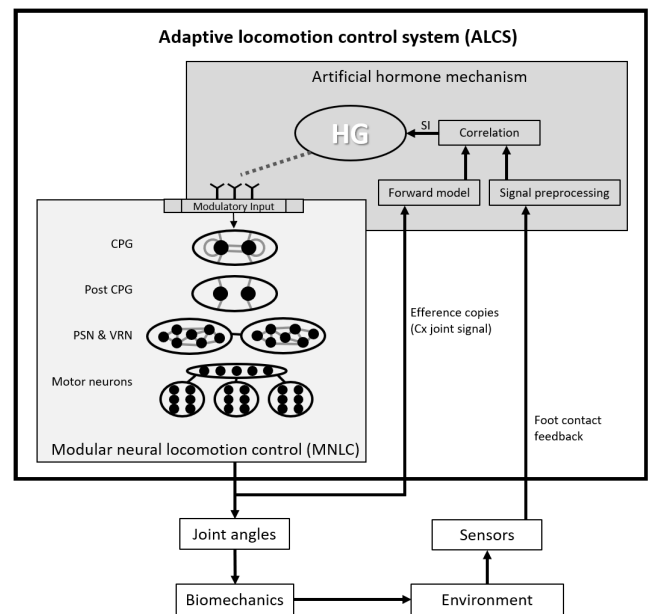 Adaptive locomotion control system (ALCS)
Artificial hormone mechanism
HG
SI
Correlation
Forward model
Signal preprocessing
Modulatory Input
CPG
Post CPG
PSN & VRN
Motor neurons
Modular neural locomotion control (MNLC)
Efference copies
(Cx joint signal)
Foot contact
feedback
Joint angles
Sensors
Biomechanics
Environment